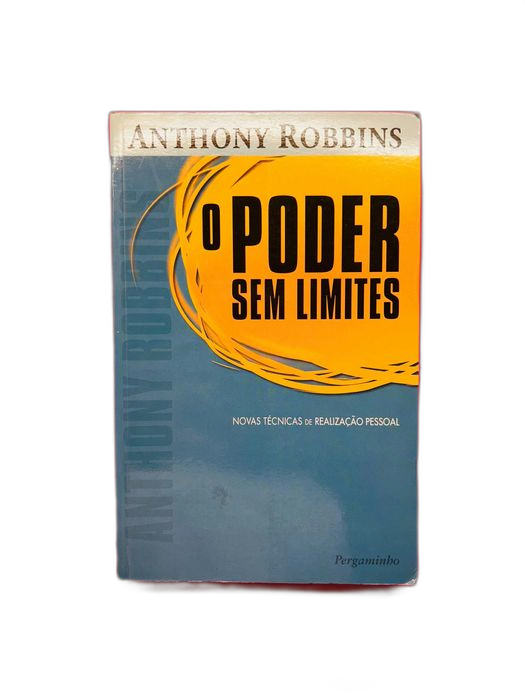 ANTHONY ROBBINS
O PODER
SEM LIMITES
NOVAS TÉCNICAS DE REALIZAÇÃO PESSOAL
ANTHONY ROBBINS
Pergaminho